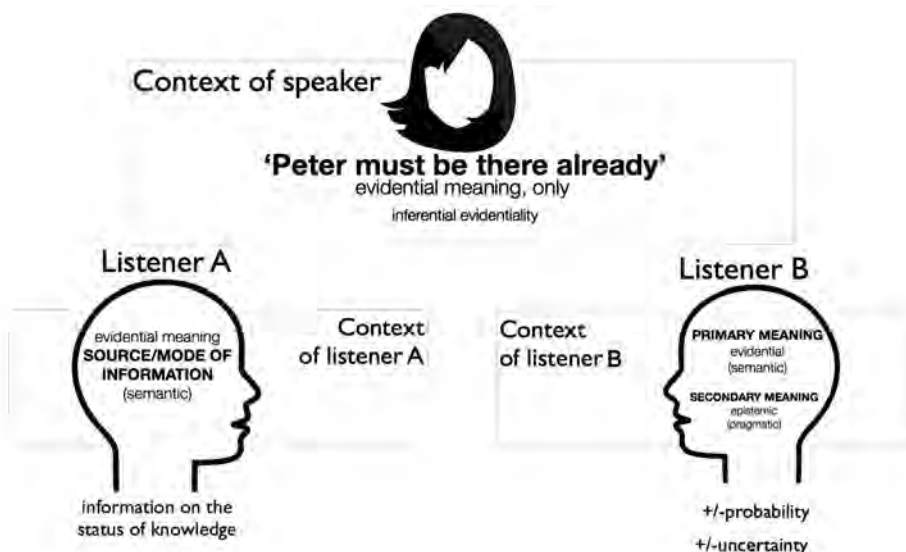 Context of speaker
'Peter must be there already'
evidential meaning, only
inferential evidentiality
Listener A
evidential meaning
SOURCE/MODE OF
INFORMATION
(semantic)
information on the
status of knowledge
Context
of listener A
Context
of listener B
Listener B
PRIMARY MEANING
evidential
(semantic)
SECONDARY MEANING
epistemic
(pragmatic)
+/-probability
+/-uncertainty